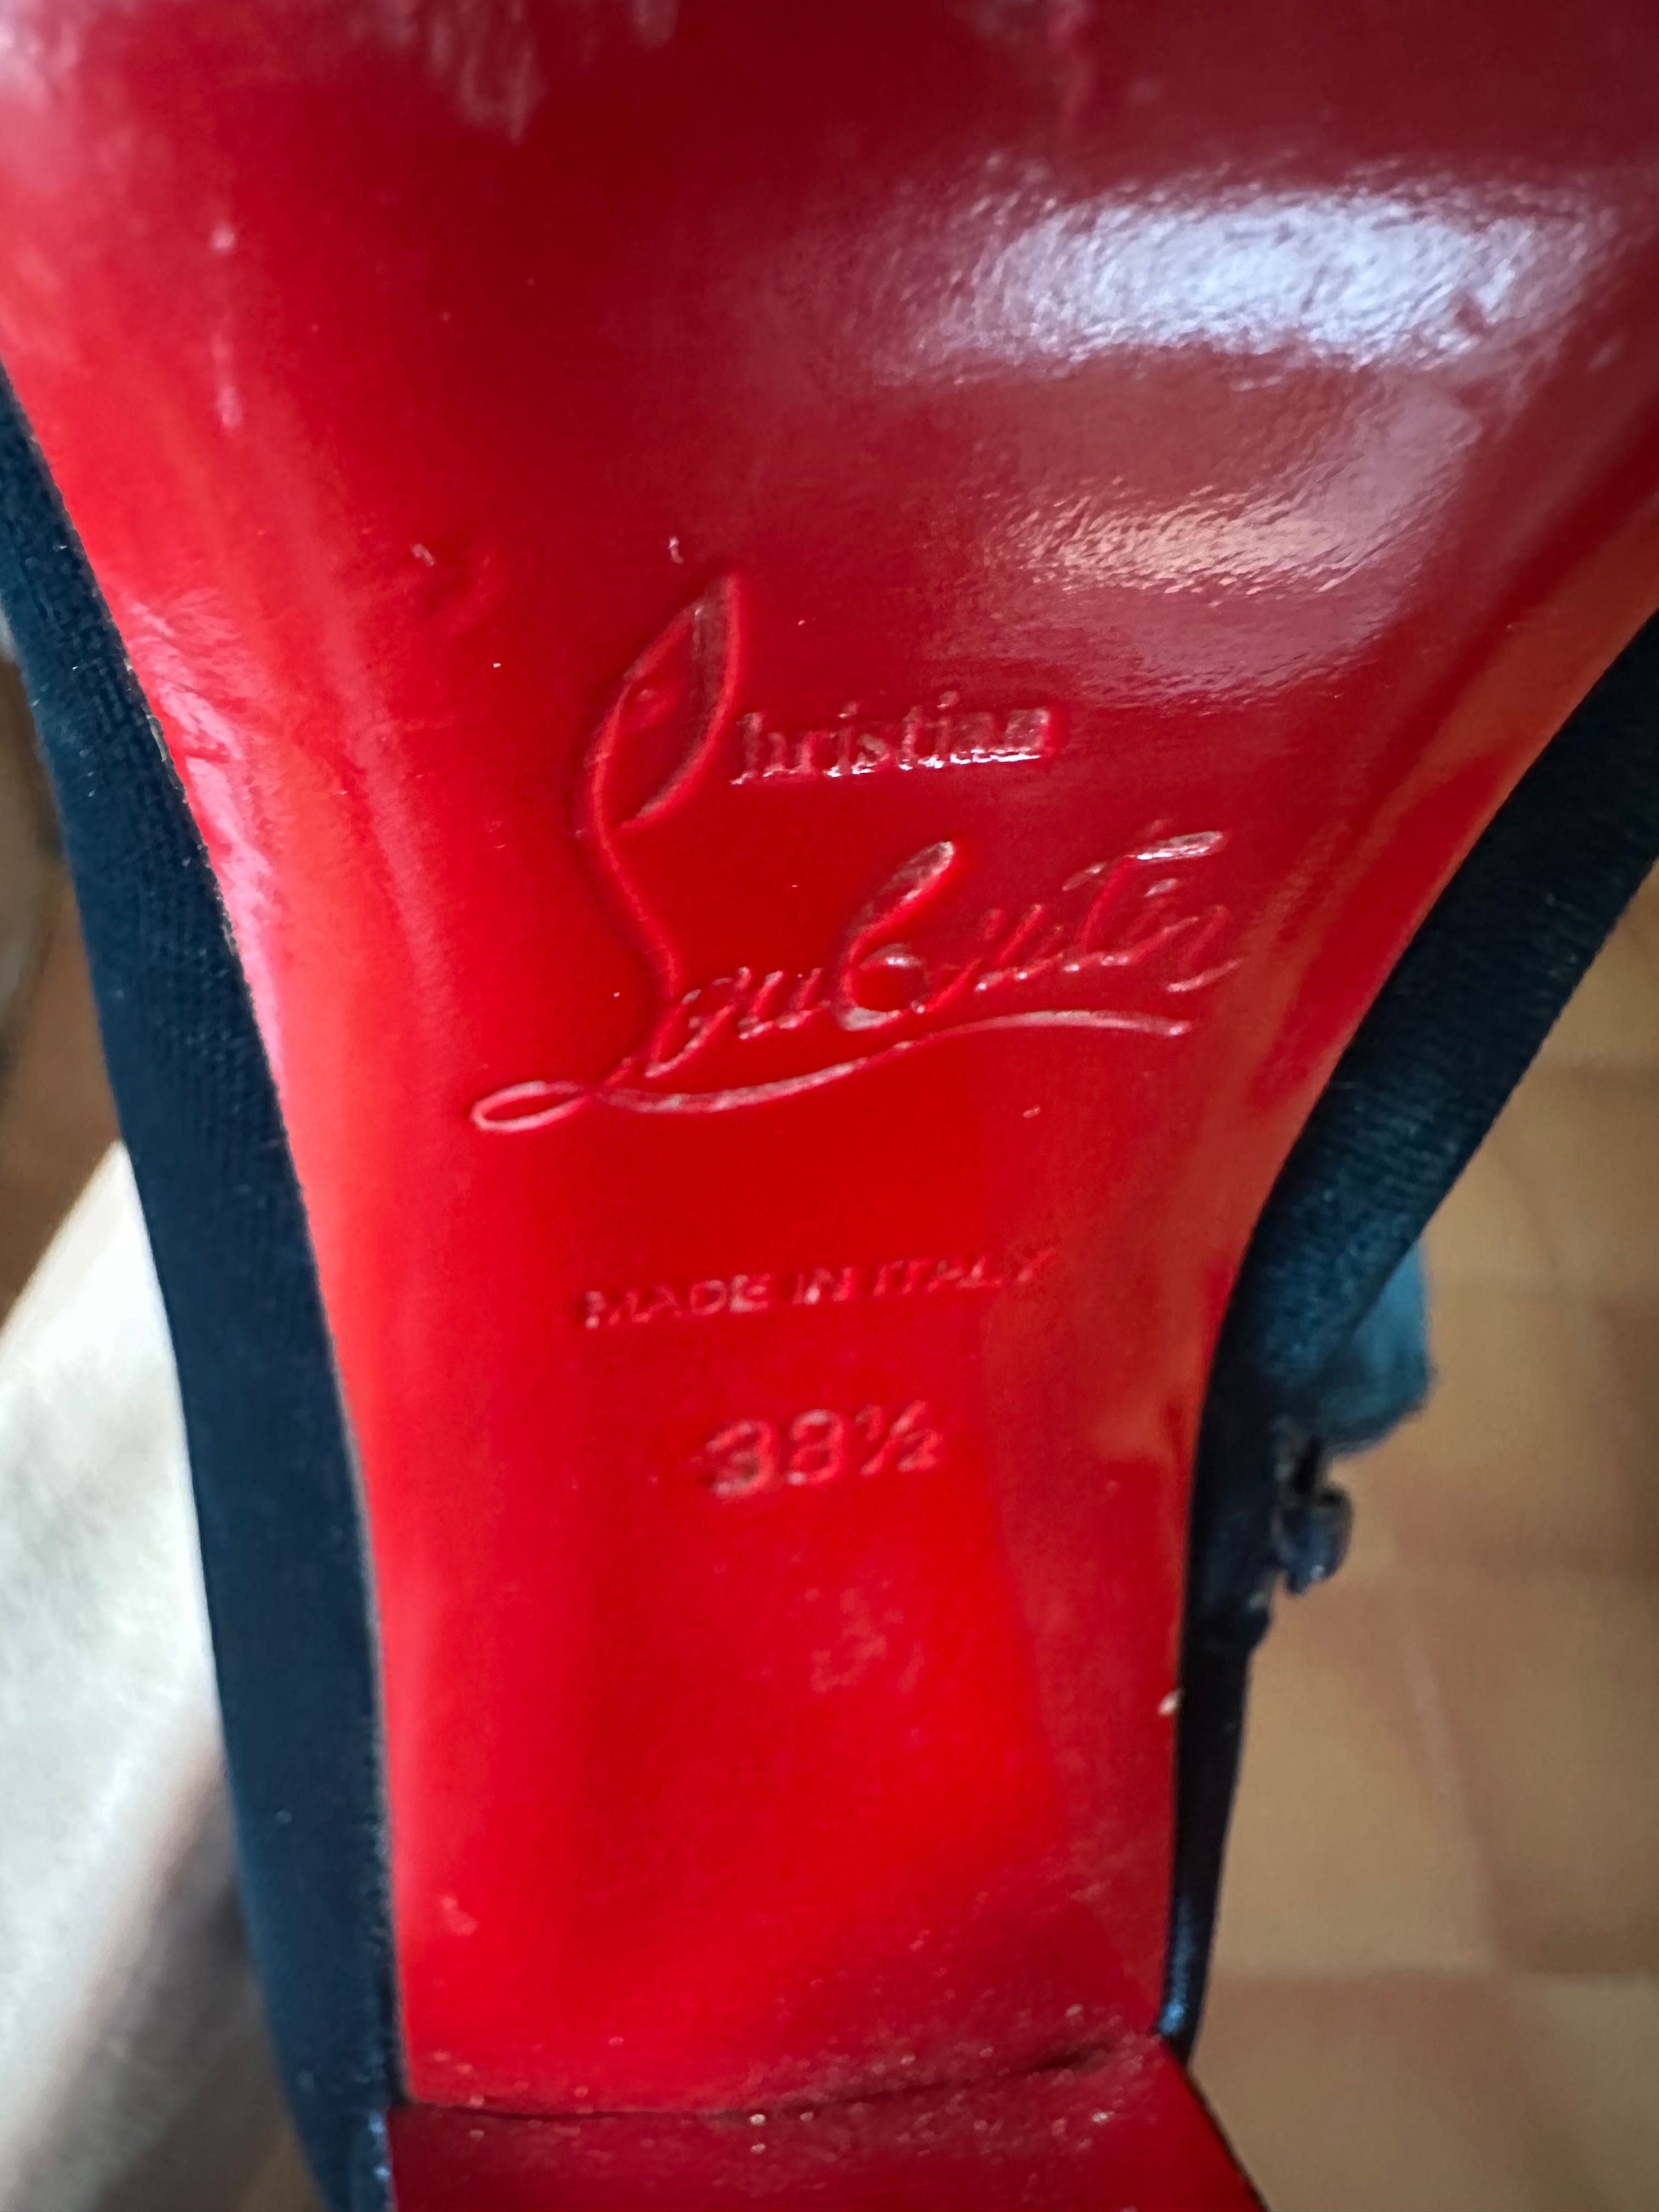 Christian
Louboutin
MADE IN ITALY
38½